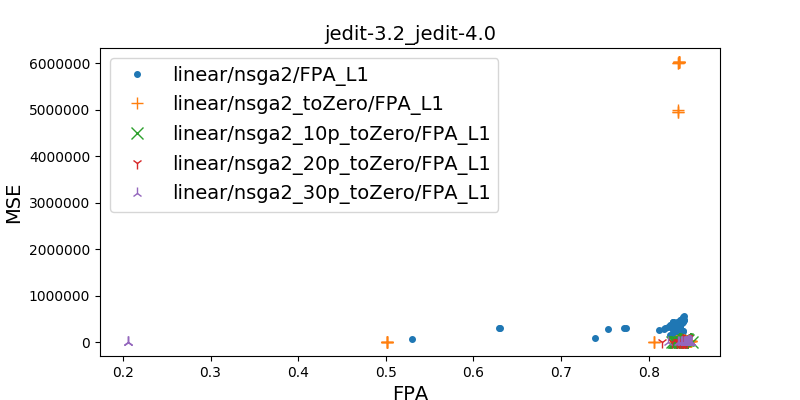 jedit-3.2_jedit-4.0
linear/nsga2/FPA_L1
linear/nsga2_toZero/FPA_L1
linear/nsga2_10p_toZero/FPA_L1
linear/nsga2_20p_toZero/FPA_L1
linear/nsga2_30p_toZero/FPA_L1
MSE
6000000
5000000
4000000
3000000
2000000
1000000
0
0.2 0.3 0.4 0.5 0.6 0.7 0.8
FPA